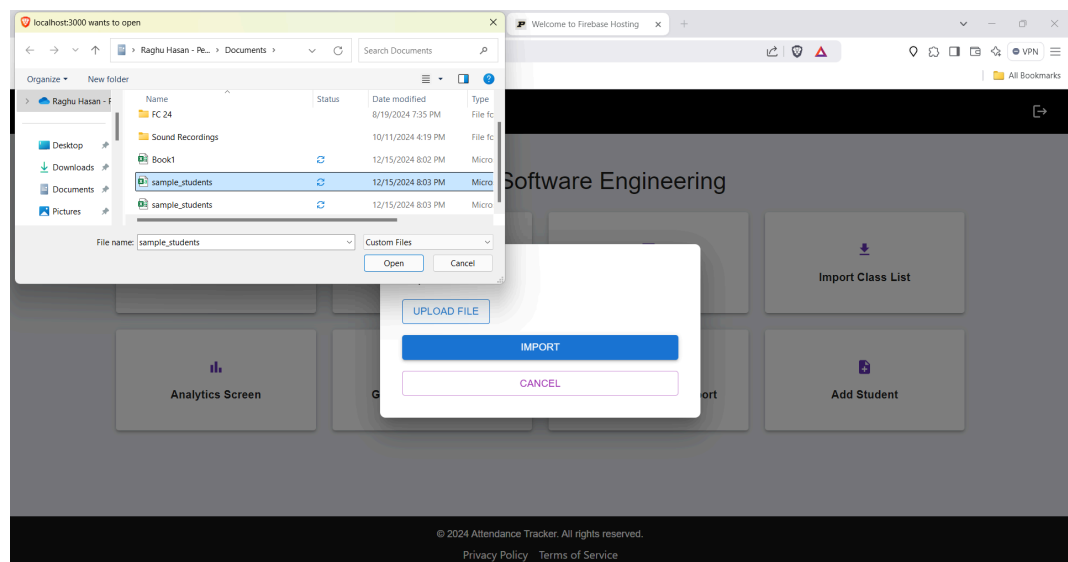 localhost:3000 wants to open
Welcome to Firebase Hosting
Raghu Hasan - Pe... > Documents >
Search Documents
VPN
Organize
New folder
All Bookmarks
Raghu Hasan - P
Desktop
Downloads
Documents
Pictures
Name Status Date modified Type
FC 24 8/19/2024 7:35 PM File fc
Sound Recordings 10/11/2024 4:19 PM File fc
Book1 12/15/2024 8:02 PM Micro
sample_students 12/15/2024 8:03 PM Micro
sample_students 12/15/2024 8:03 PM Micro
File name: sample_students Custom Files
Open Cancel
Software Engineering
Import Class List
UPLOAD FILE
IMPORT
CANCEL
Analytics Screen
G
ort
Add Student
© 2024 Attendance Tracker. All rights reserved.
Privacy Policy Terms of Service